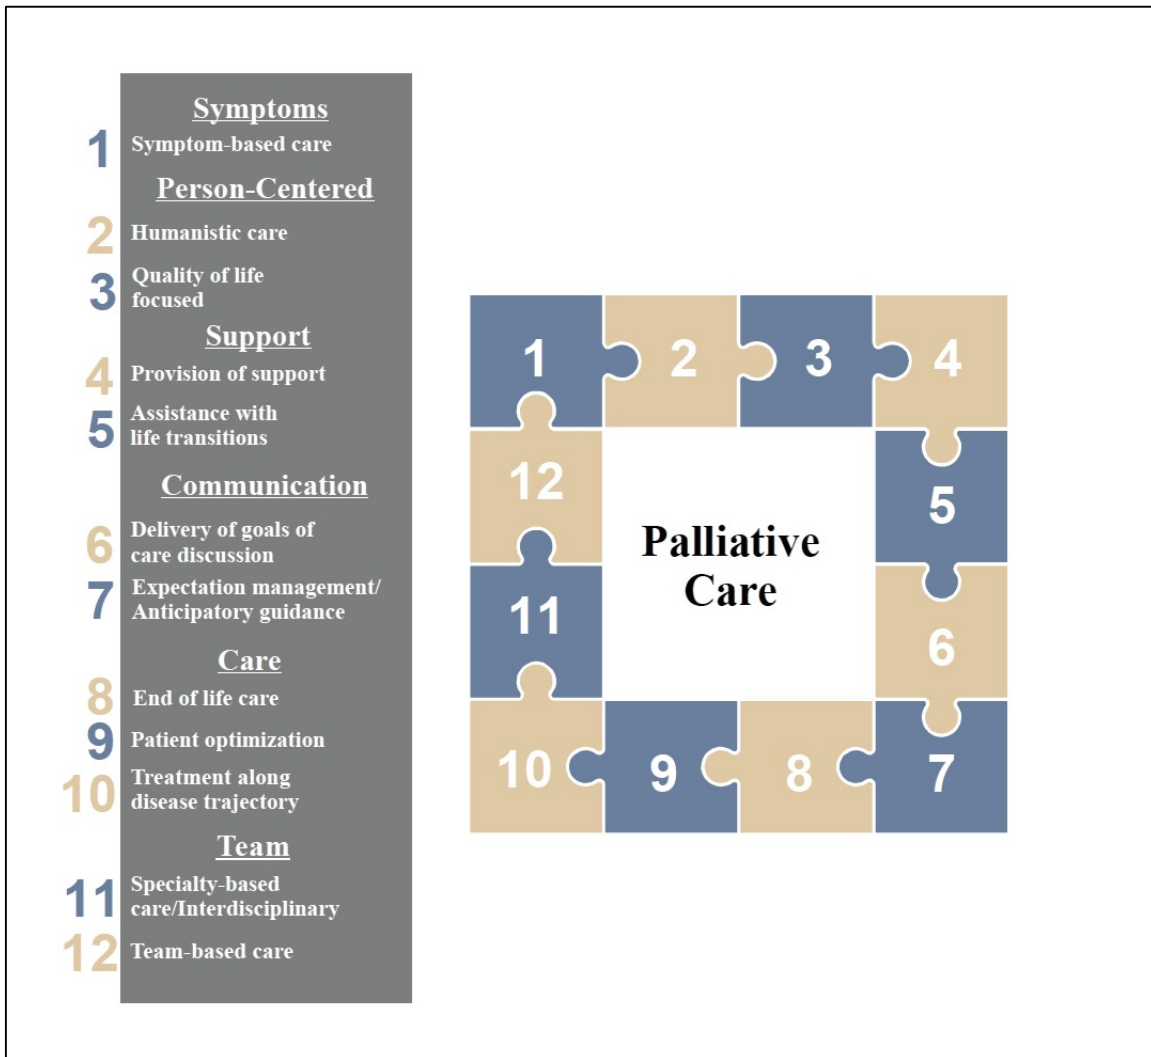 Symptoms
1 Symptom-based care
Person-Centered
2 Humanistic care
3 Quality of life
focused
Support
4 Provision of support
5 Assistance with
life transitions
Communication
6 Delivery of goals of
care discussion
7 Expectation management/
Anticipatory guidance
Care
8 End of life care
9 Patient optimization
10 Treatment along
disease trajectory
Team
11 Specialty-based
care/Interdisciplinary
12 Team-based care
1 2 3 4
12 5
11 6
10 9 8 7
Palliative
Care